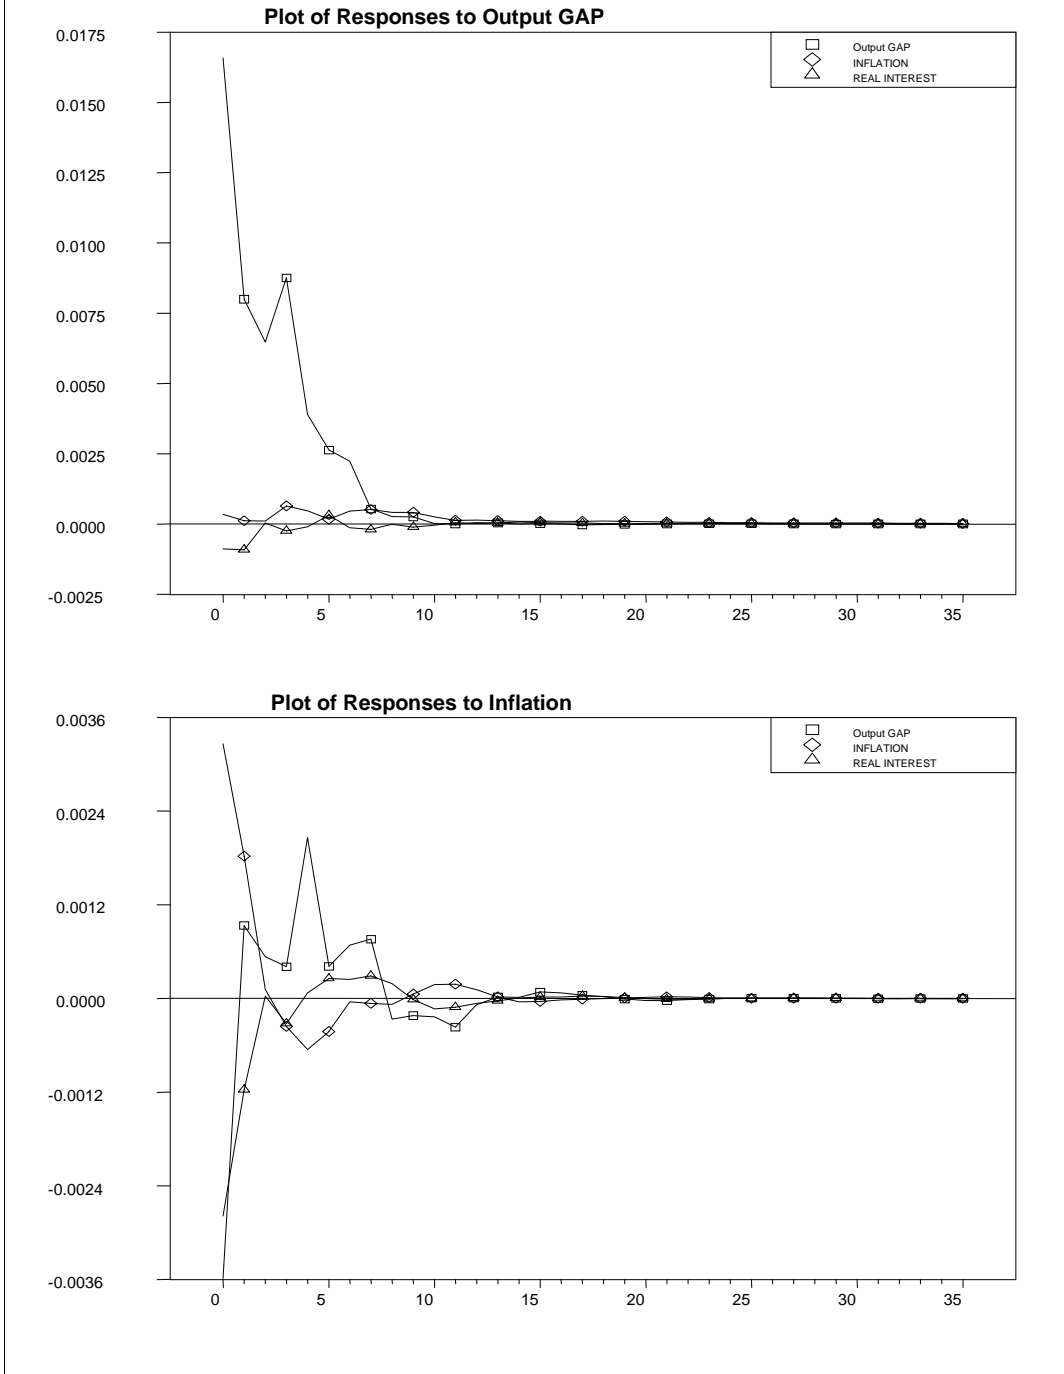 Plot of Responses to Output GAP
0.0175
0.0150
0.0125
0.0100
0.0075
0.0050
0.0025
0.0000
-0.0025
Output GAP
INFLATION
REAL INTEREST
0 5 10 15 20 25 30 35
Plot of Responses to Inflation
0.0036
0.0024
0.0012
0.0000
-0.0012
-0.0024
-0.0036
Output GAP
INFLATION
REAL INTEREST
0 5 10 15 20 25 30 35